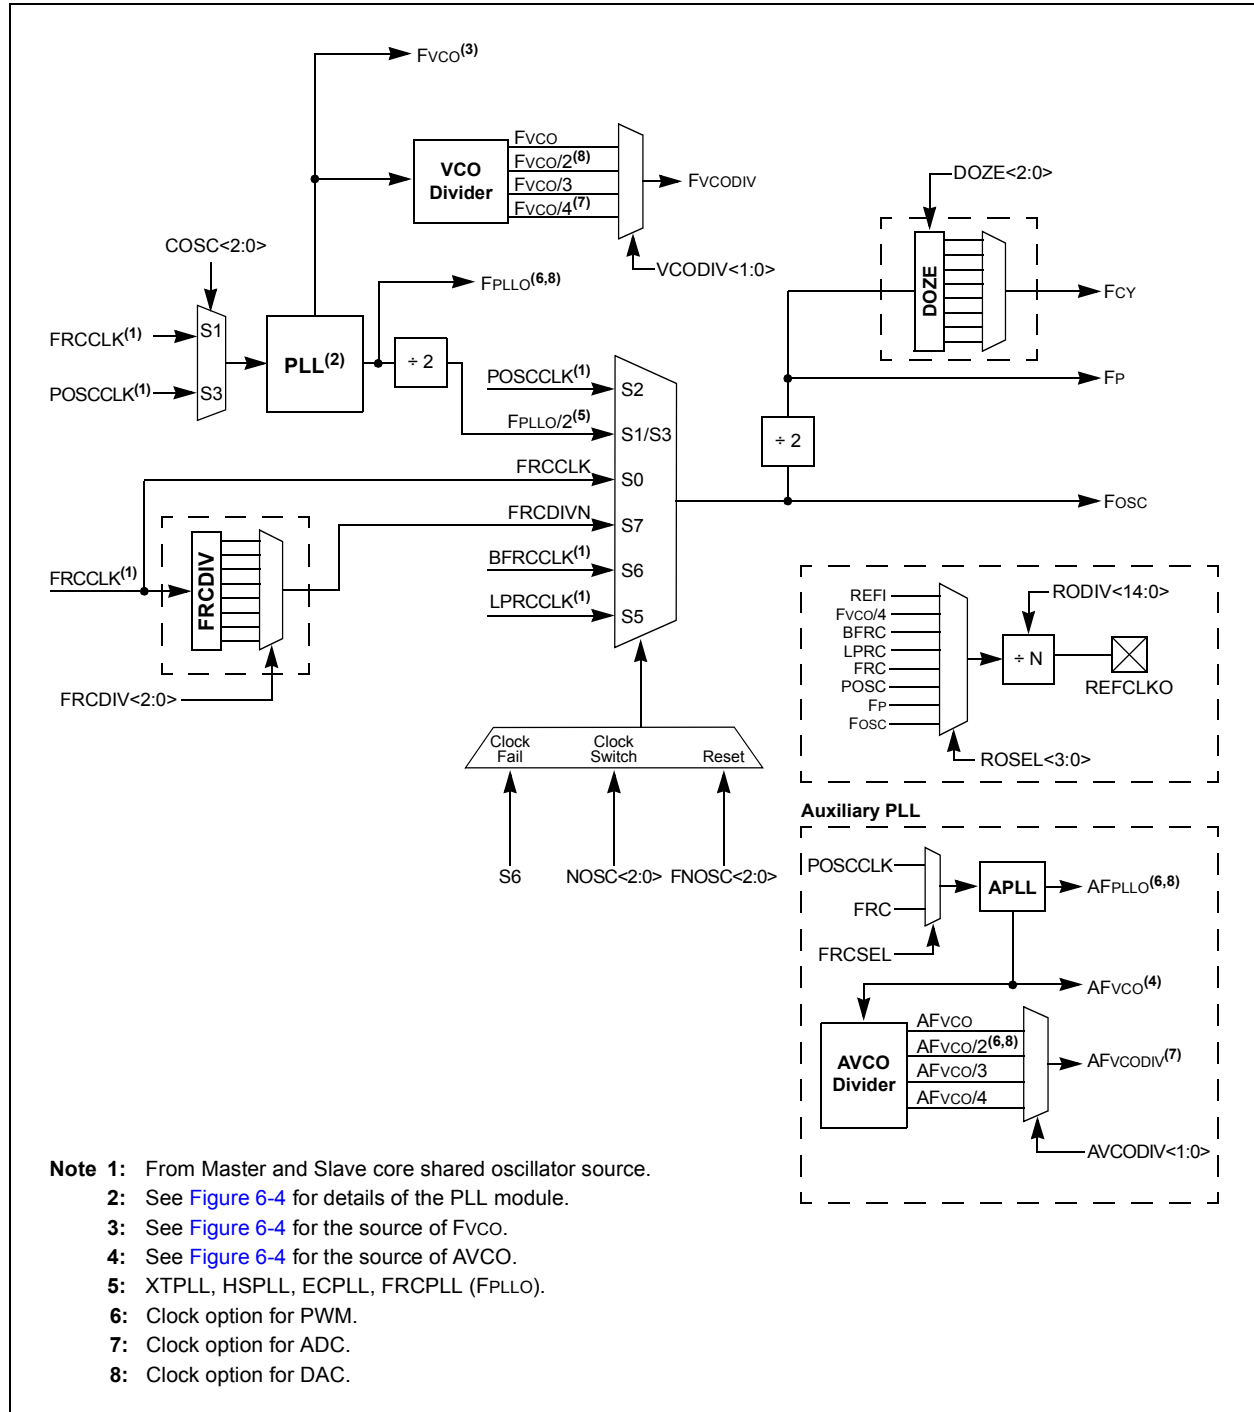 FVCO(3)
VCO
Divider
FVCO
FVCO/2(8)
FVCO/3
FVCO/4(7)
FVCODIV
VCODIV<1:0>
DOZE<2:0>
DOZE
FCY
COSC<2:0>
FPLLO(6,8)
FRCCLK(1)
S1
POSCCLK(1)
S3
PLL(2)
÷ 2
POSCCLK(1)
S2
FPLLO/2(5)
S1/S3
FRCCLK
S0
FRCDIVN
S7
BFRCCLK(1)
S6
LPRCCLK(1)
S5
FP
÷ 2
FOSC
FRCCLK(1)
FRCDIV
FRCDIV<2:0>
Clock
Fail
Clock
Switch
Reset
S6
NOSC<2:0>
FNOSC<2:0>
REFI
FVCO/4
BFRC
LPRC
FRC
POSC
FP
FOSC
RODIV<14:0>
÷ N
REFCLKO
ROSEL<3:0>
Auxiliary PLL
POSCCLK
FRC
FRCSEL
APLL
AFPLLO(6,8)
AFVCO(4)
AVCO
Divider
AFVCO
AFVCO/2(6,8)
AFVCO/3
AFVCO/4
AFVCODIV(7)
AVCODIV<1:0>
Note 1: From Master and Slave core shared oscillator source.
2: See Figure 6-4 for details of the PLL module.
3: See Figure 6-4 for the source of FVCO.
4: See Figure 6-4 for the source of AVCO.
5: XTPLL, HSPLL, ECPLL, FRCPLL (FPLLO).
6: Clock option for PWM.
7: Clock option for ADC.
8: Clock option for DAC.